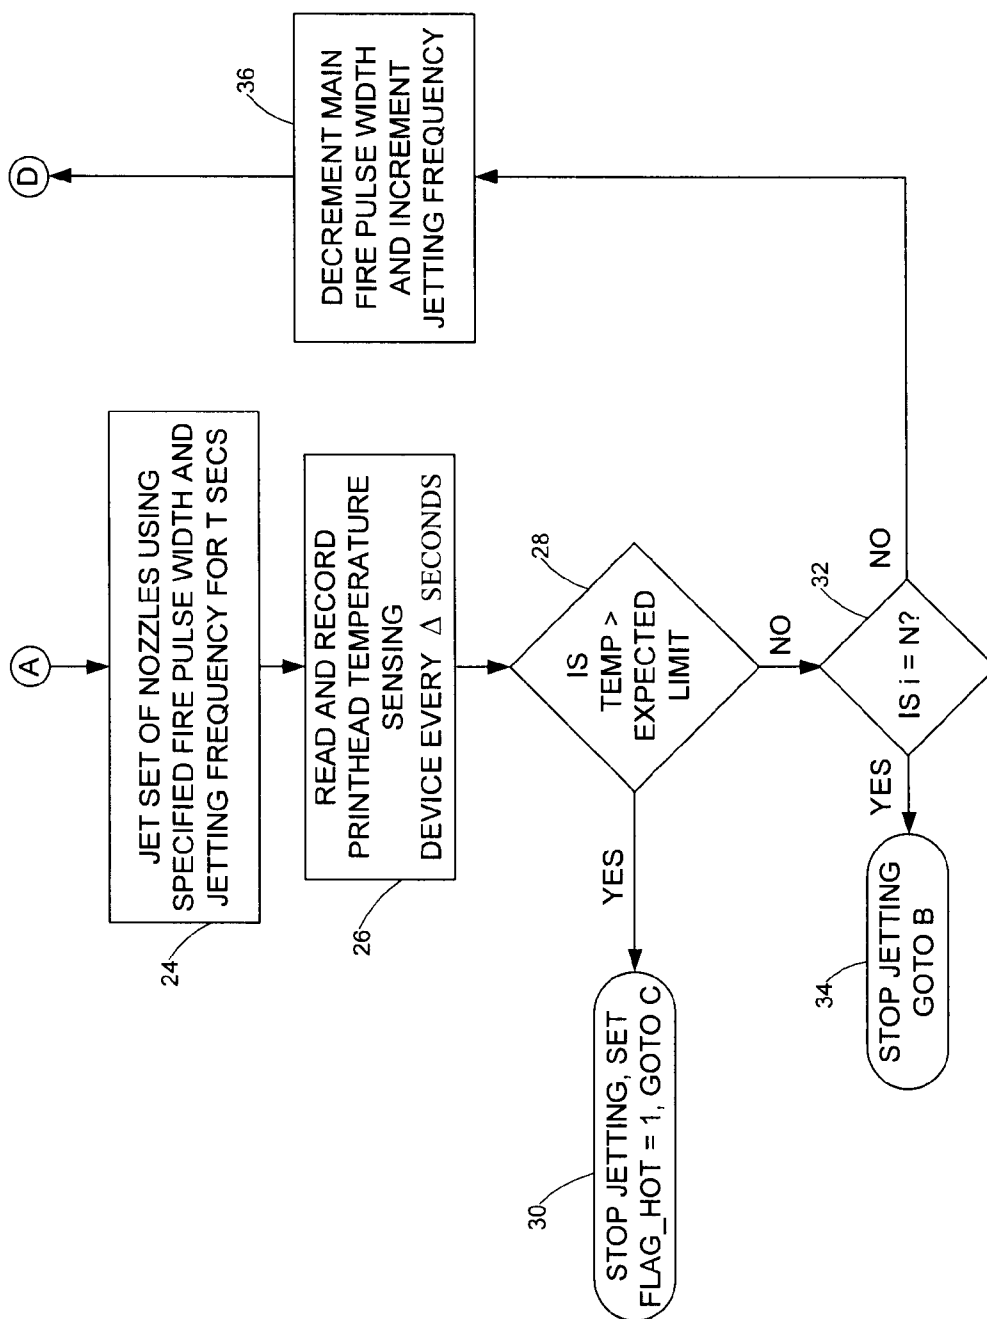 A
JET SET OF NOZZLES USING
SPECIFIED FIRE PULSE WIDTH AND
JETTING FREQUENCY FOR T SECS
24
READ AND RECORD
PRINTHEAD TEMPERATURE
SENSING
DEVICE EVERY Δ SECONDS
26
IS
TEMP >
EXPECTED
LIMIT
28
YES
STOP JETTING, SET
FLAG_HOT = 1, GOTO C
30
NO
IS i = N?
32
YES
STOP JETTING
GOTO B
34
NO
DECREMENT MAIN
FIRE PULSE WIDTH
AND INCREMENT
JETTING FREQUENCY
36
D